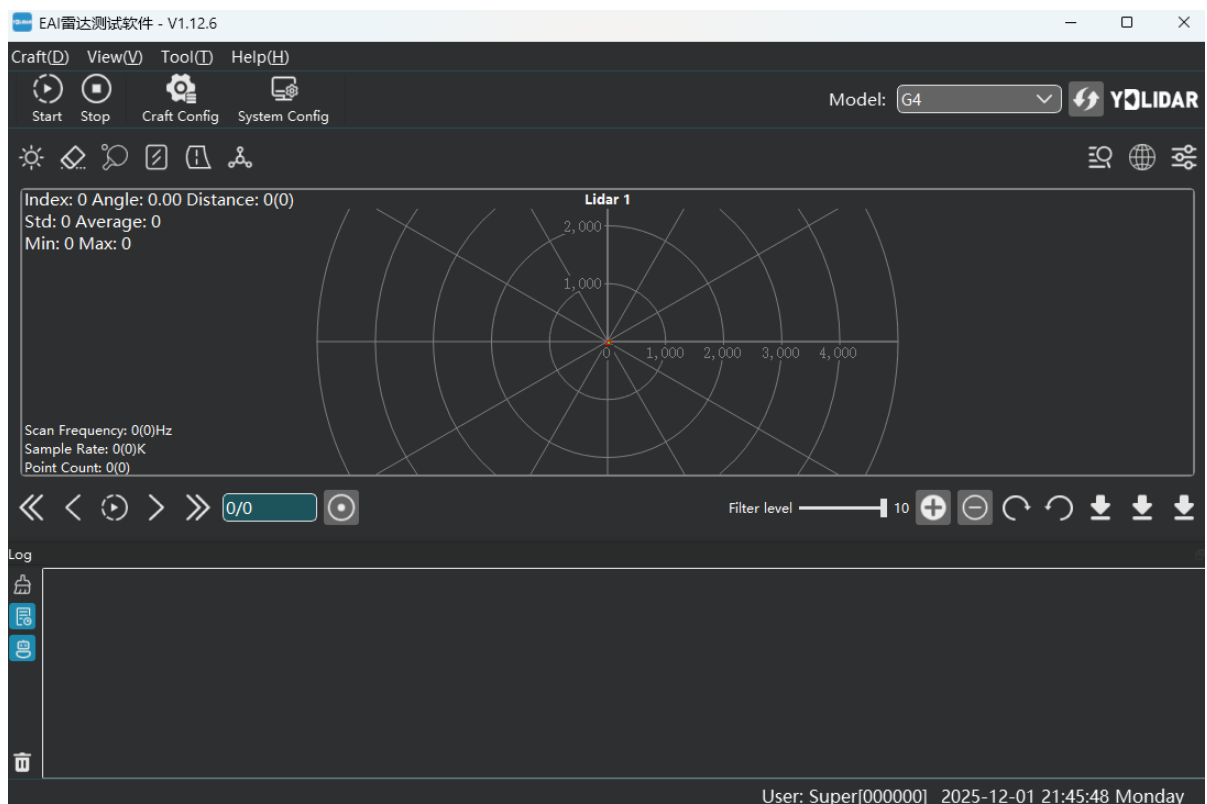 EAI雷达测试软件 - V1.12.6
Craft(D) View(V) Tool(T) Help(H)
Start Stop Craft Config System Config
Model: G4
YDLIDAR
Index: 0 Angle: 0.00 Distance: 0(0)
Lidar 1
Std: 0 Average: 0
Min: 0 Max: 0
2,000
1,000
0 1,000 2,000 3,000 4,000
Scan Frequency: 0(0)Hz
Sample Rate: 0(0)K
Point Count: 0(0)
0/0
Filter level 10
Log
User: Super[000000] 2025-12-01 21:45:48 Monday